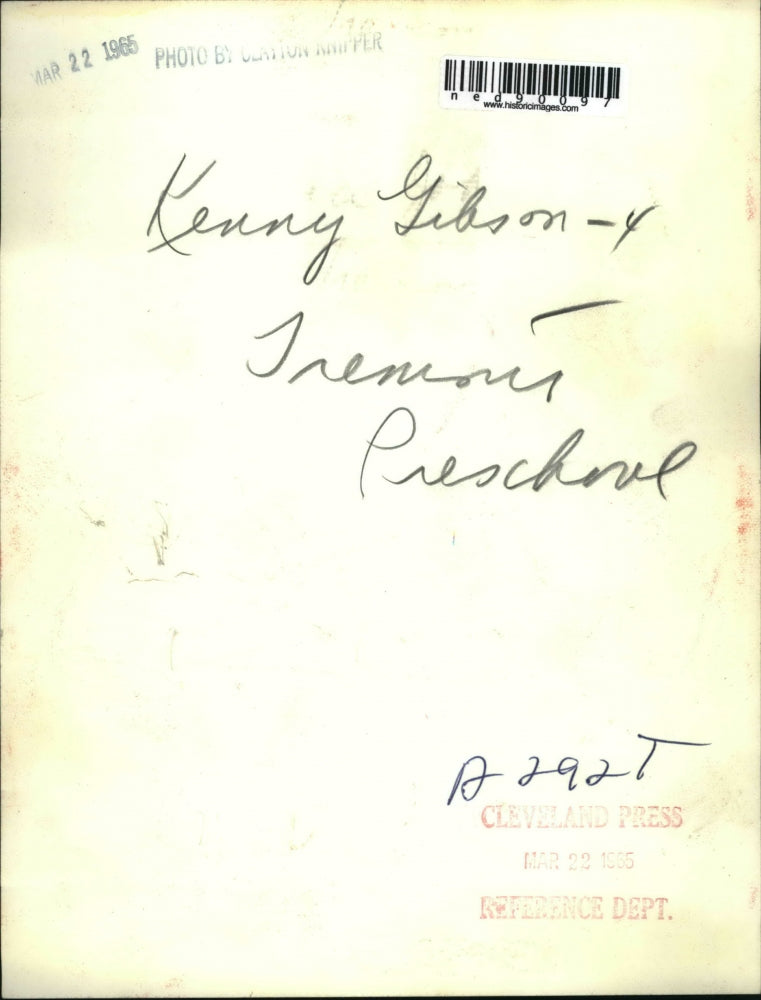 MAR 22 1965 PHOTO BY CLAYTON KNIPPER
ned90097
www.historicimages.com
Kenny Gibson - 4
Tremont
Preschool
A 292T
CLEVELAND PRESS
MAR 22 1965
REFERENCE DEPT.